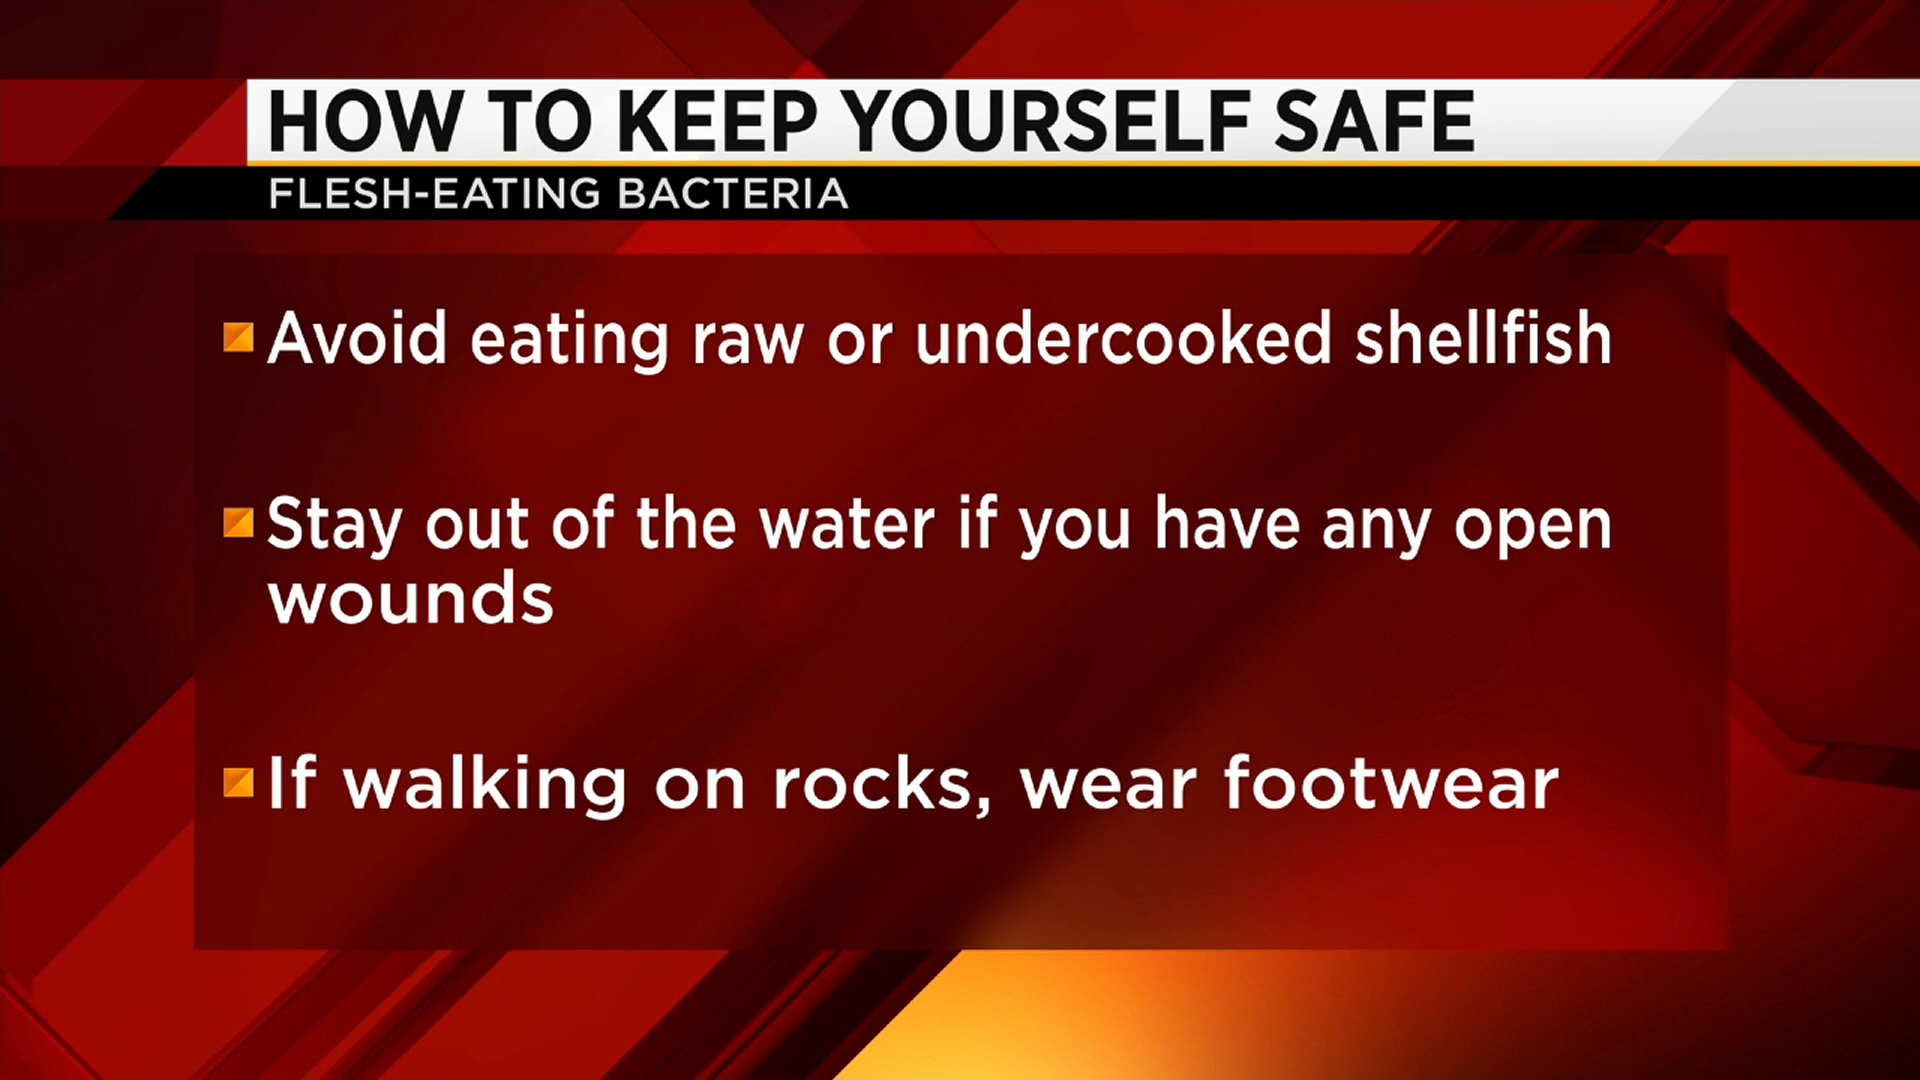 HOW TO KEEP YOURSELF SAFE
FLESH-EATING BACTERIA
Avoid eating raw or undercooked shellfish
Stay out of the water if you have any open
wounds
If walking on rocks, wear footwear